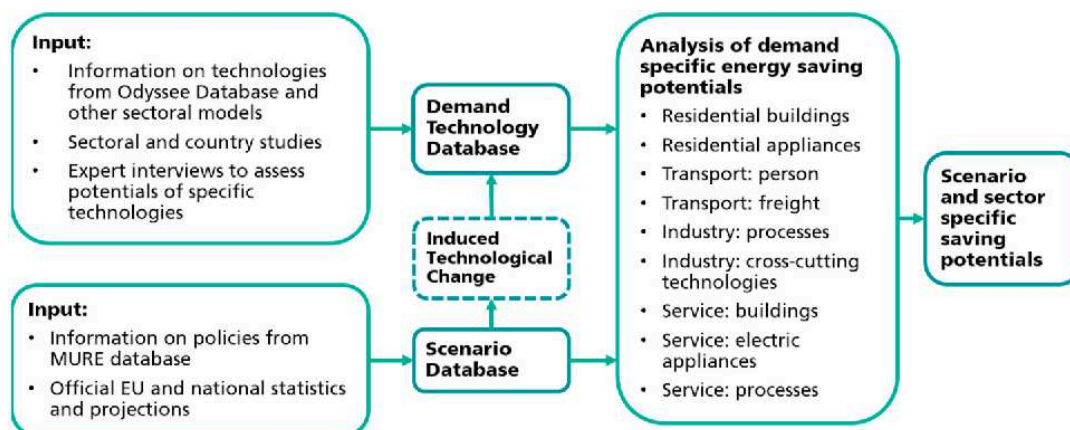 Input:
• Information on technologies
from Odyssee Database and
other sectoral models
• Sectoral and country studies
• Expert interviews to assess
potentials of specific
technologies
Input:
• Information on policies from
MURE database
• Official EU and national statistics
and projections
Demand
Technology
Database
Induced
Technological
Change
Scenario
Database
Analysis of demand
specific energy saving
potentials
• Residential buildings
• Residential appliances
• Transport: person
• Transport: freight
• Industry: processes
• Industry: cross-cutting
technologies
• Service: buildings
• Service: electric
appliances
• Service: processes
Scenario
and sector
specific
saving
potentials